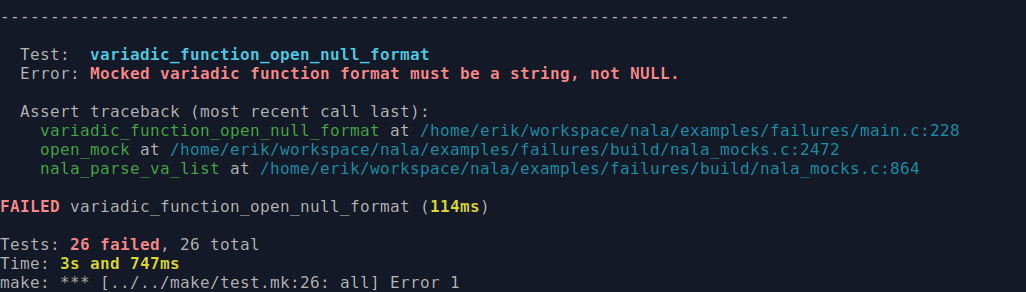 -------------------------------------------------------------------------------
Test:  variadic_function_open_null_format
Error: Mocked variadic function format must be a string, not NULL.
Assert traceback (most recent call last):
variadic_function_open_null_format at /home/erik/workspace/nala/examples/failures/main.c:228
open_mock at /home/erik/workspace/nala/examples/failures/build/nala_mocks.c:2472
nala_parse_va_list at /home/erik/workspace/nala/examples/failures/build/nala_mocks.c:864
FAILED variadic_function_open_null_format (114ms)
Tests: 26 failed, 26 total
Time: 3s and 747ms
make: *** [../../make/test.mk:26: all] Error 1